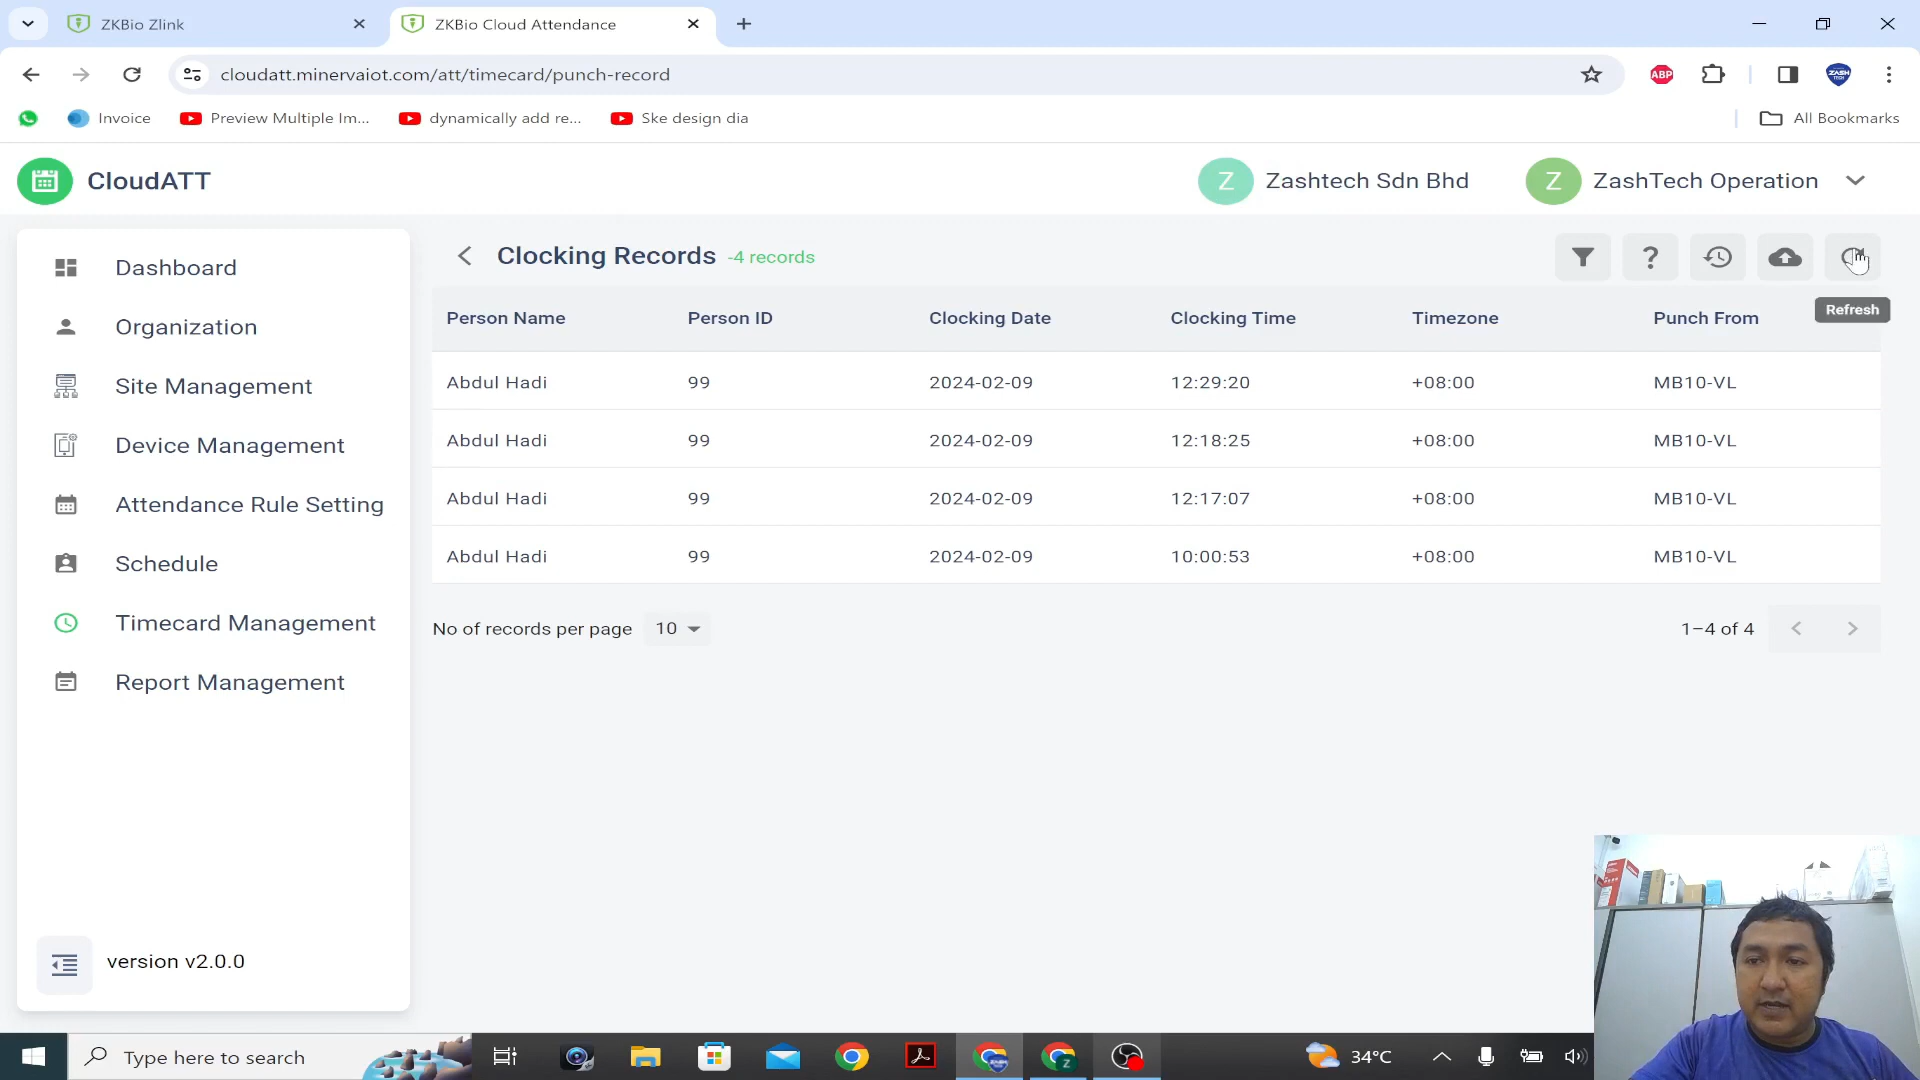 ZKBio Zlink
ZKBio Cloud Attendance
cloudatt.minervaiot.com/att/timecard/punch-record
ABP
ZASH
TECH
Invoice
Preview Multiple Im...
dynamically add re...
Ske design dia
All Bookmarks
CloudATT
Z Zashtech Sdn Bhd
Z ZashTech Operation
Dashboard
Organization
Site Management
Device Management
Attendance Rule Setting
Schedule
Timecard Management
Report Management
version v2.0.0
Clocking Records -4 records
?
Refresh
Person Name Person ID Clocking Date Clocking Time Timezone Punch From
Abdul Hadi 99 2024-02-09 12:29:20 +08:00 MB10-VL
Abdul Hadi 99 2024-02-09 12:18:25 +08:00 MB10-VL
Abdul Hadi 99 2024-02-09 12:17:07 +08:00 MB10-VL
Abdul Hadi 99 2024-02-09 10:00:53 +08:00 MB10-VL
No of records per page 10
1–4 of 4
Type here to search
34°C